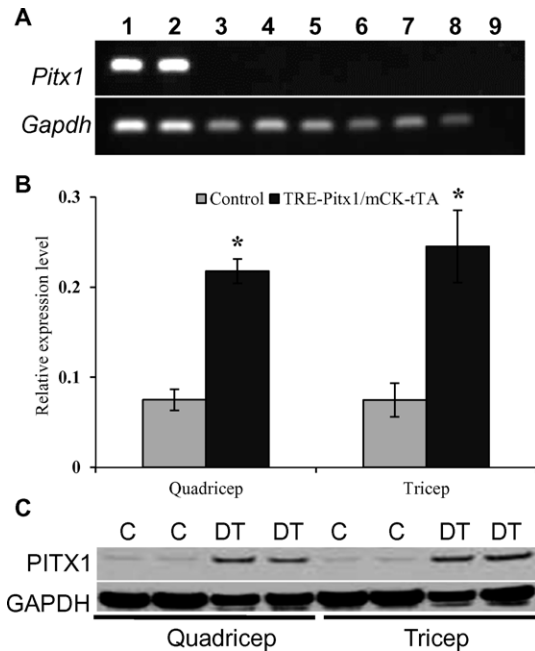 A
1 2 3 4 5 6 7 8 9
Pitx1
Gapdh
B
0.3
Control TRE-Pitx1/mCK-tTA
*
*
0.2
Relative expression level
0.1
0
Quadricep Tricep
C
C C DT DT C C DT DT
PITX1
GAPDH
Quadricep Tricep